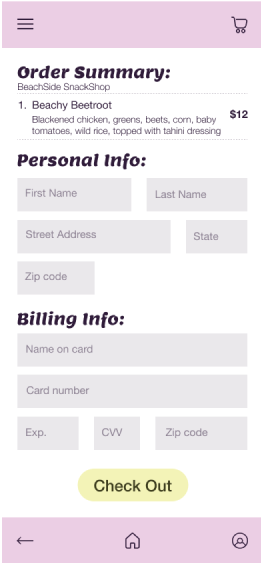 Order Summary:
BeachSide SnackShop
1. Beachy Beetroot
$12
Blackened chicken, greens, beets, corn, baby
tomatoes, wild rice, topped with tahini dressing
Personal Info:
First Name
Last Name
Street Address
State
Zip code
Billing Info:
Name on card
Card number
Exp.
CVV
Zip code
Check Out